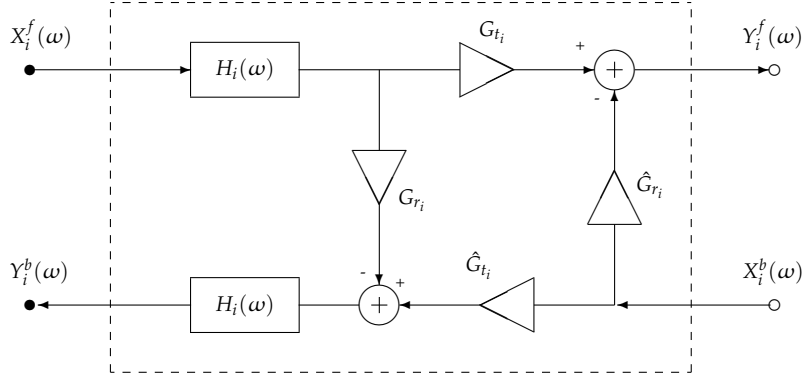 X_i^f(ω)
G_{t_i}
Y_i^f(ω)
H_i(ω)
+
+
-
G_{r_i}
Ĝ_{r_i}
Y_i^b(ω)
-
+
Ĝ_{t_i}
X_i^b(ω)
H_i(ω)
+